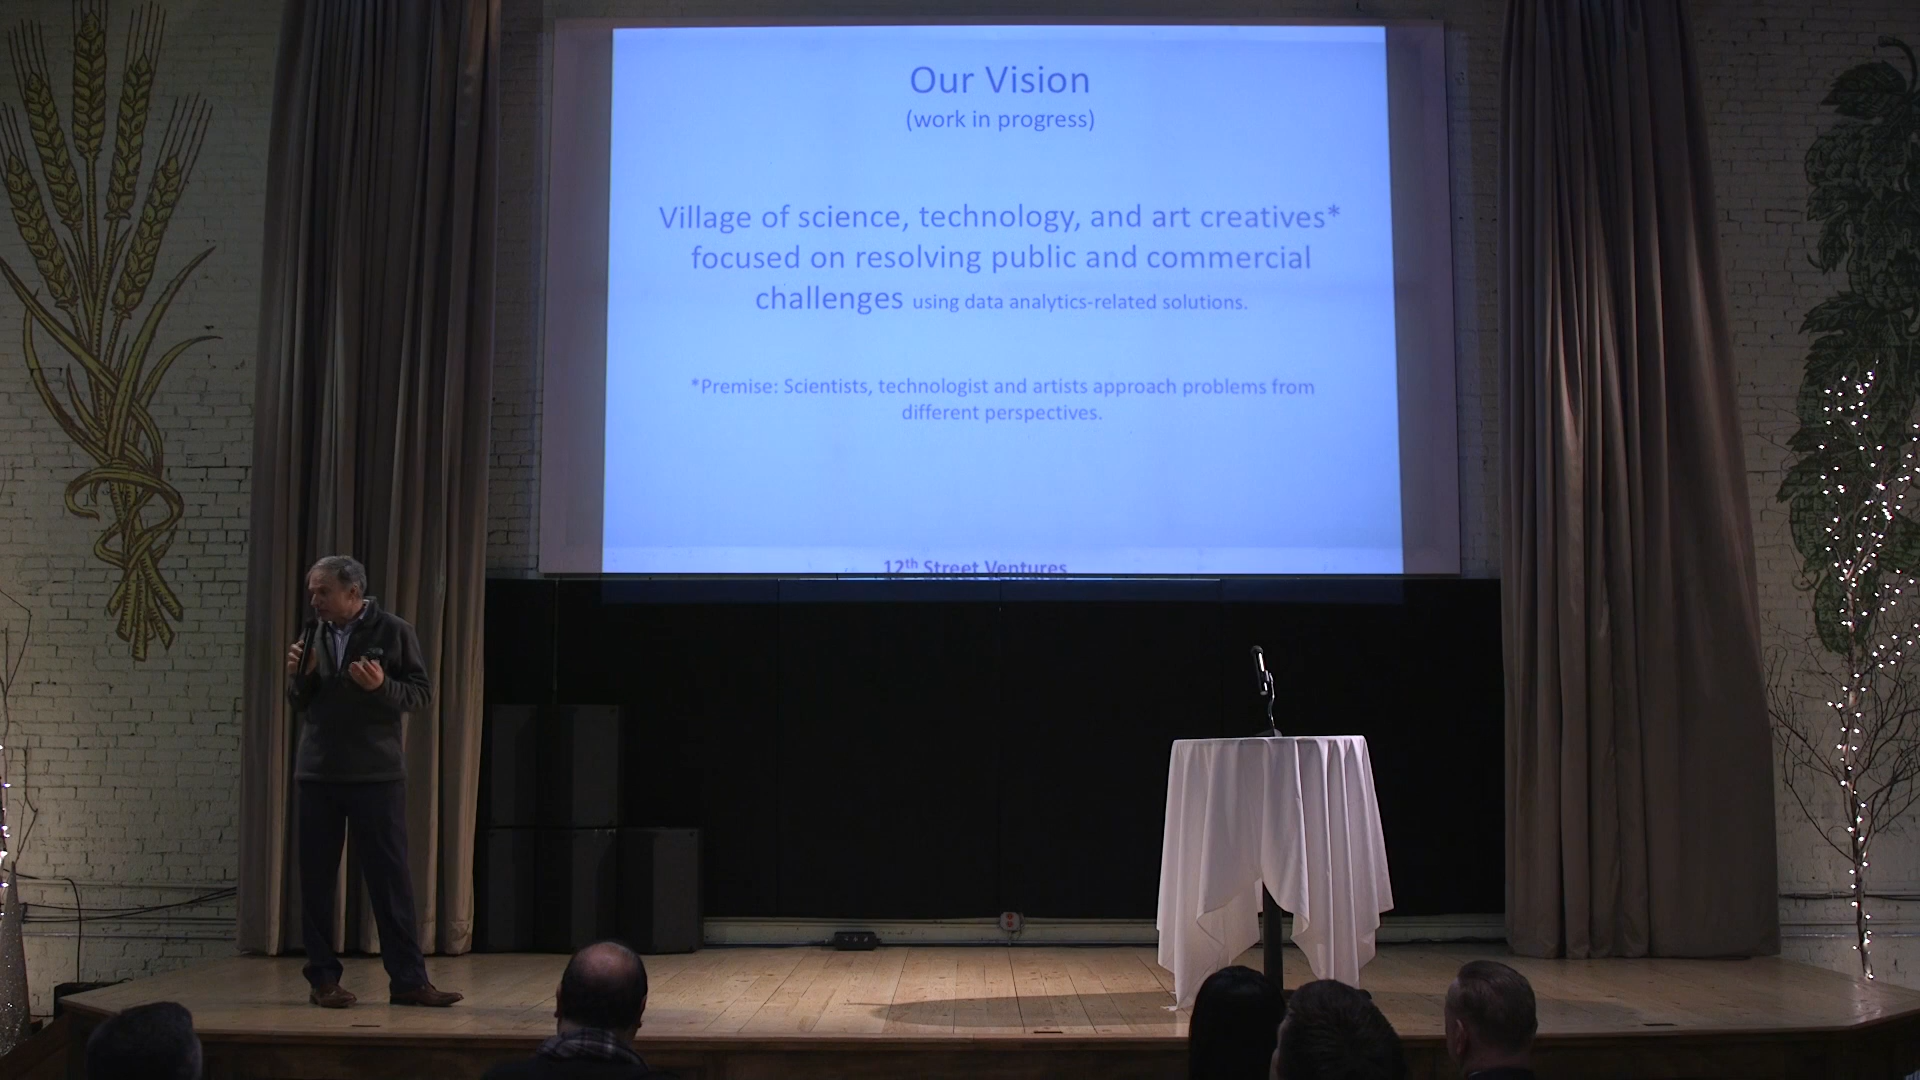 Our Vision
(work in progress)
Village of science, technology, and art creatives*
focused on resolving public and commercial
challenges using data analytics-related solutions.
*Premise: Scientists, technologist and artists approach problems from
different perspectives.
12th Street Ventures